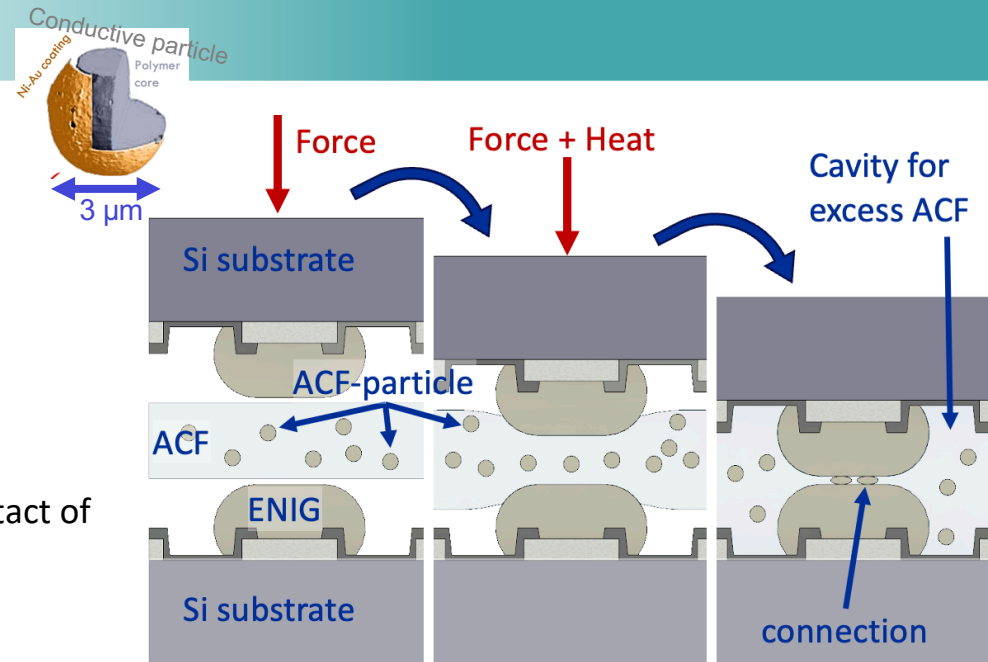 Conductive particle
Ni-Au coating
Polymer
core
3 µm
Force
Force + Heat
Cavity for
excess ACF
Si substrate
ACF-particle
ACF
ENIG
tact of
Si substrate
connection